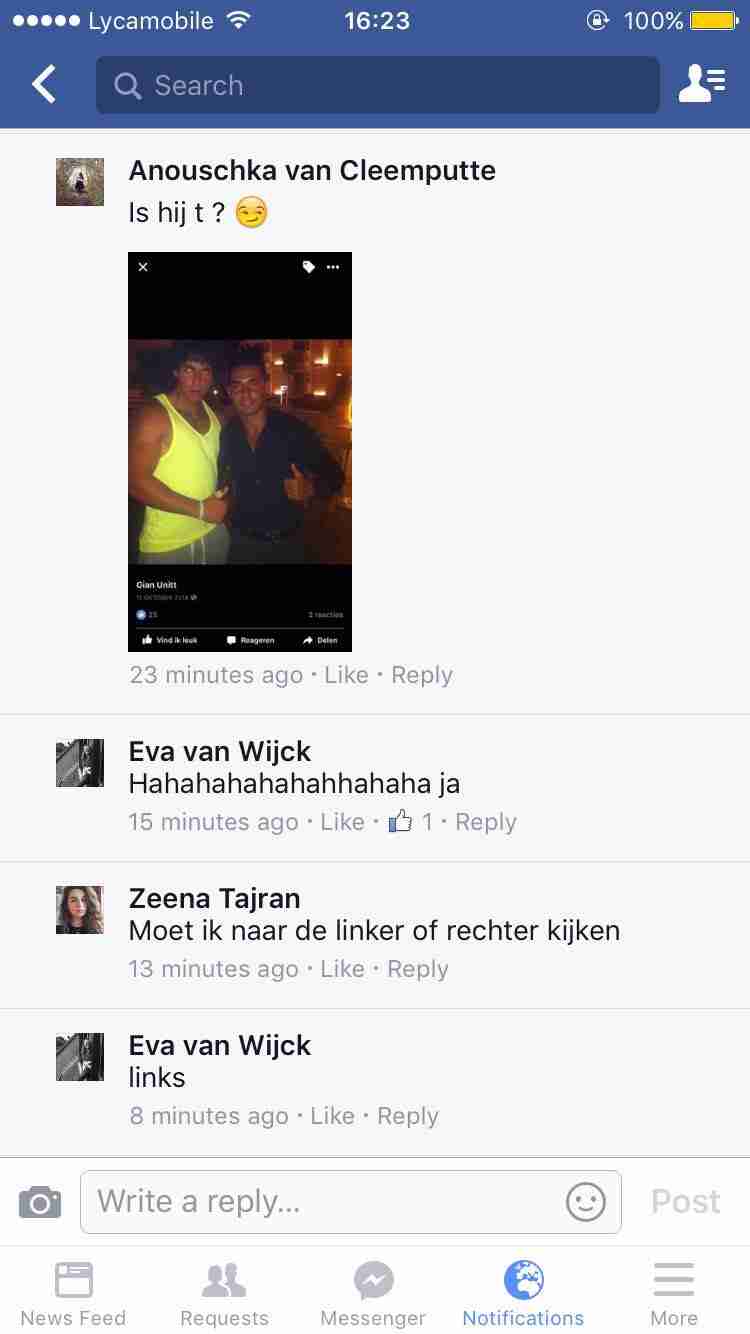 Lycamobile 16:23 100%
Search
Anouschka van Cleemputte
Is hij t ? 😏
Gian Unitt
25 2 reacties
Vind ik leuk Reageren Delen
23 minutes ago · Like · Reply
Eva van Wijck
Hahahahahahahhahaha ja
15 minutes ago · Like · 1 · Reply
Zeena Tajran
Moet ik naar de linker of rechter kijken
13 minutes ago · Like · Reply
Eva van Wijck
links
8 minutes ago · Like · Reply
Write a reply... Post
News Feed Requests Messenger Notifications More